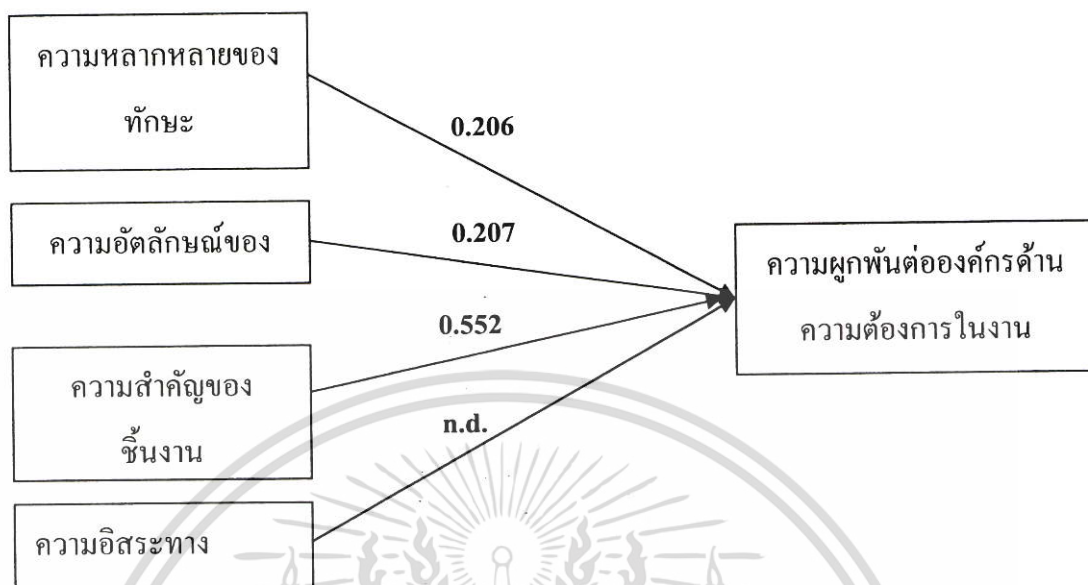 ความหลากหลายของ
ทักษะ
0.206
ความอัตลักษณ์ของ
0.207
ความผูกพันต่อองค์กรด้าน
ความต้องการในงาน
0.552
ความสำคัญของ
ชิ้นงาน
n.d.
ความอิสระทาง